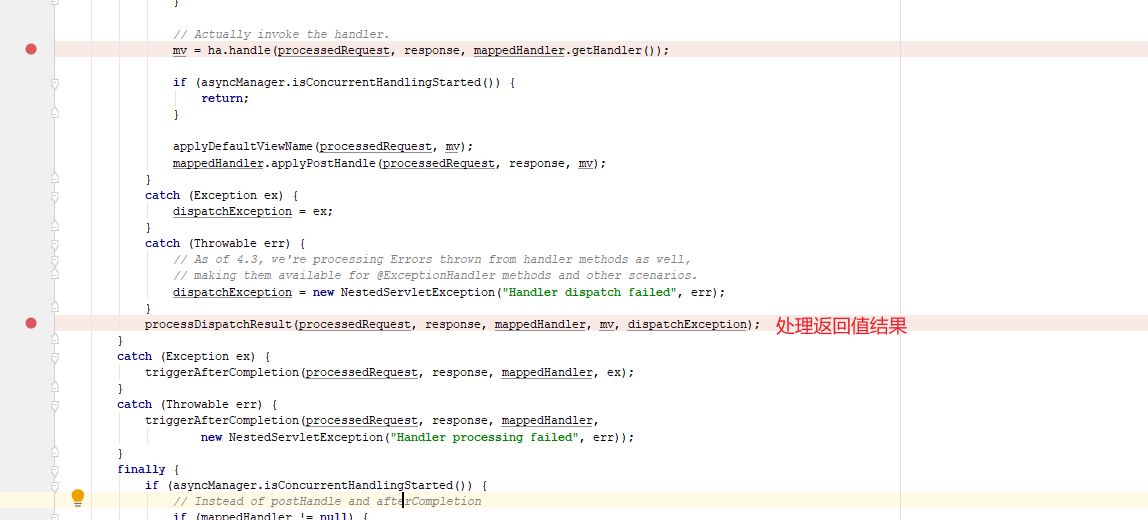 }
// Actually invoke the handler.
mv = ha.handle(processedRequest, response, mappedHandler.getHandler());
if (asyncManager.isConcurrentHandlingStarted()) {
return;
}
applyDefaultViewName(processedRequest, mv);
mappedHandler.applyPostHandle(processedRequest, response, mv);
}
catch (Exception ex) {
dispatchException = ex;
}
catch (Throwable err) {
// As of 4.3, we're processing Errors thrown from handler methods as well,
// making them available for @ExceptionHandler methods and other scenarios.
dispatchException = new NestedServletException("Handler dispatch failed", err);
}
processDispatchResult(processedRequest, response, mappedHandler, mv, dispatchException); 处理返回值结果
}
catch (Exception ex) {
triggerAfterCompletion(processedRequest, response, mappedHandler, ex);
}
catch (Throwable err) {
triggerAfterCompletion(processedRequest, response, mappedHandler,
new NestedServletException("Handler processing failed", err));
}
finally {
if (asyncManager.isConcurrentHandlingStarted()) {
// Instead of postHandle and afterCompletion
if (mappedHandler != null) {